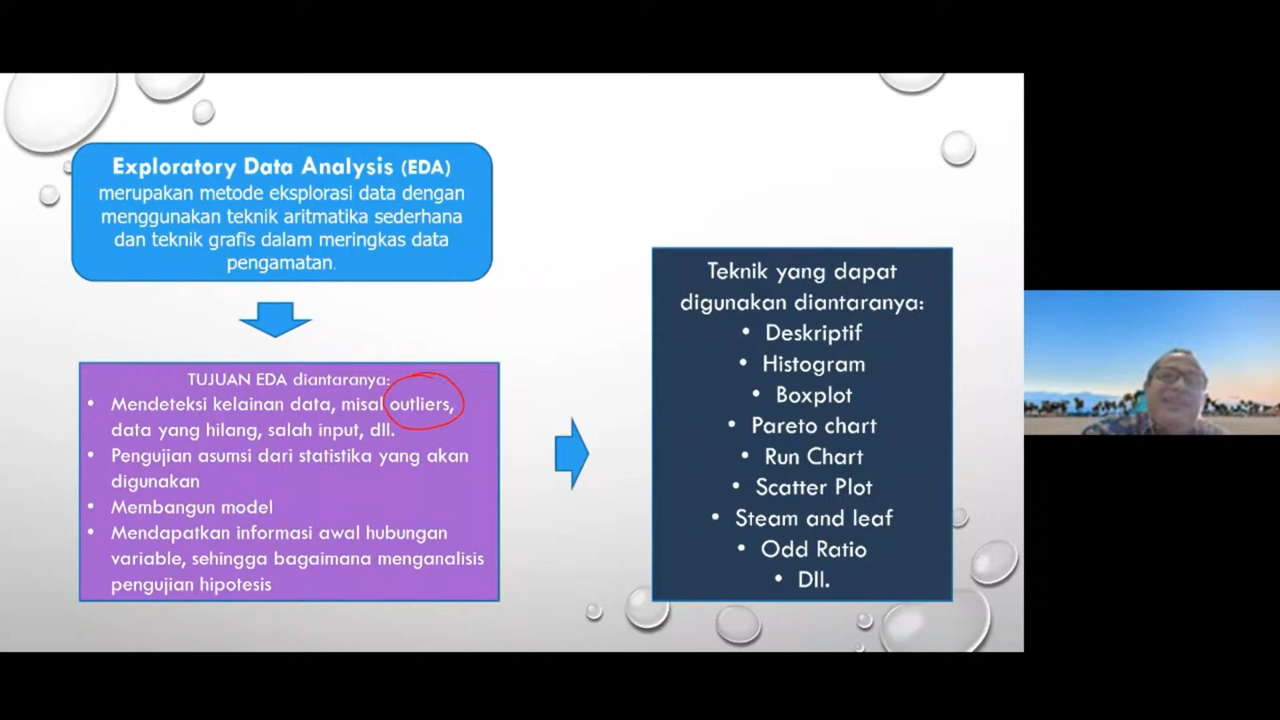 Exploratory Data Analysis (EDA)
merupakan metode eksplorasi data dengan
menggunakan teknik aritmatika sederhana
dan teknik grafis dalam meringkas data
pengamatan.
TUJUAN EDA diantaranya:
• Mendeteksi kelainan data, misal outliers,
data yang hilang, salah input, dll.
• Pengujian asumsi dari statistika yang akan
digunakan
• Membangun model
• Mendapatkan informasi awal hubungan
variable, sehingga bagaimana menganalisis
pengujian hipotesis
Teknik yang dapat
digunakan diantaranya:
• Deskriptif
• Histogram
• Boxplot
• Pareto chart
• Run Chart
• Scatter Plot
• Steam and leaf
• Odd Ratio
• Dll.